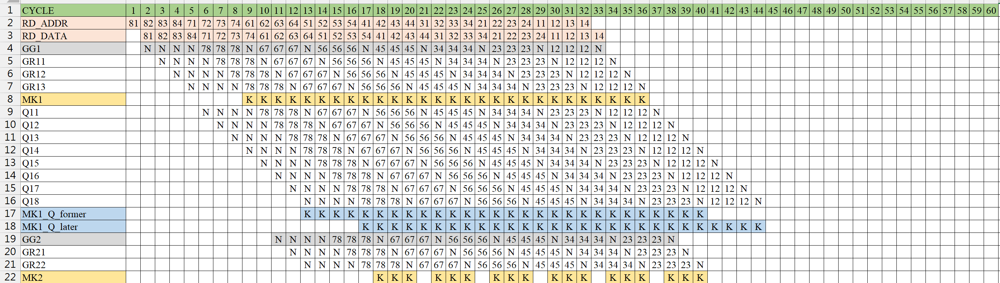 1 CYCLE 1 2 3 4 5 6 7 8 9 10 11 12 13 14 15 16 17 18 19 20 21 22 23 24 25 26 27 28 29 30 31 32 33 34 35 36 37 38 39 40 41 42 43 44 45 46 47 48 49 50 51 52 53 54 55 56 57 58 59 60
2 RD_ADDR 81 82 83 84 71 72 73 74 61 62 63 64 51 52 53 54 41 42 43 44 31 32 33 34 21 22 23 24 11 12 13 14
3 RD_DATA 81 82 83 84 71 72 73 74 61 62 63 64 51 52 53 54 41 42 43 44 31 32 33 34 21 22 23 24 11 12 13 14
4 GG1 N N N N 78 78 78 N 67 67 67 N 56 56 56 N 45 45 45 N 34 34 34 N 23 23 23 N 12 12 12 N
5 GR11 N N N N 78 78 78 N 67 67 67 N 56 56 56 N 45 45 45 N 34 34 34 N 23 23 23 N 12 12 12 N
6 GR12 N N N N 78 78 78 N 67 67 67 N 56 56 56 N 45 45 45 N 34 34 34 N 23 23 23 N 12 12 12 N
7 GR13 N N N N 78 78 78 N 67 67 67 N 56 56 56 N 45 45 45 N 34 34 34 N 23 23 23 N 12 12 12 N
8 MK1 K K K K K K K K K K K K K K K K K K K K K K K K K K K K
9 Q11 N N N N 78 78 78 N 67 67 67 N 56 56 56 N 45 45 45 N 34 34 34 N 23 23 23 N 12 12 12 N
10 Q12 N N N N 78 78 78 N 67 67 67 N 56 56 56 N 45 45 45 N 34 34 34 N 23 23 23 N 12 12 12 N
11 Q13 N N N N 78 78 78 N 67 67 67 N 56 56 56 N 45 45 45 N 34 34 34 N 23 23 23 N 12 12 12 N
12 Q14 N N N N 78 78 78 N 67 67 67 N 56 56 56 N 45 45 45 N 34 34 34 N 23 23 23 N 12 12 12 N
13 Q15 N N N N 78 78 78 N 67 67 67 N 56 56 56 N 45 45 45 N 34 34 34 N 23 23 23 N 12 12 12 N
14 Q16 N N N N 78 78 78 N 67 67 67 N 56 56 56 N 45 45 45 N 34 34 34 N 23 23 23 N 12 12 12 N
15 Q17 N N N N 78 78 78 N 67 67 67 N 56 56 56 N 45 45 45 N 34 34 34 N 23 23 23 N 12 12 12 N
16 Q18 N N N N 78 78 78 N 67 67 67 N 56 56 56 N 45 45 45 N 34 34 34 N 23 23 23 N 12 12 12 N
17 MK1_Q_former K K K K K K K K K K K K K K K K K K K K K K K K K K K K
18 MK1_Q_later K K K K K K K K K K K K K K K K K K K K K K K K K K K K
19 GG2 N N N N 78 78 78 N 67 67 67 N 56 56 56 N 45 45 45 N 34 34 34 N 23 23 23 N
20 GR21 N N N N 78 78 78 N 67 67 67 N 56 56 56 N 45 45 45 N 34 34 34 N 23 23 23 N
21 GR22 N N N N 78 78 78 N 67 67 67 N 56 56 56 N 45 45 45 N 34 34 34 N 23 23 23 N
22 MK2 K K K K K K K K K K K K K K K K K K